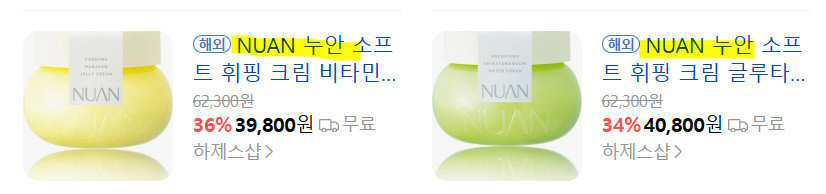 해외 NUAN 누안 소프
트 휘핑 크림 비타민...
62,300원
36% 39,800원 무료
하제스샵 >
NUAN
NUAN
해외 NUAN 누안 소프
트 휘핑 크림 글루타...
62,300원
34% 40,800원 무료
하제스샵 >
NUAN
NUAN